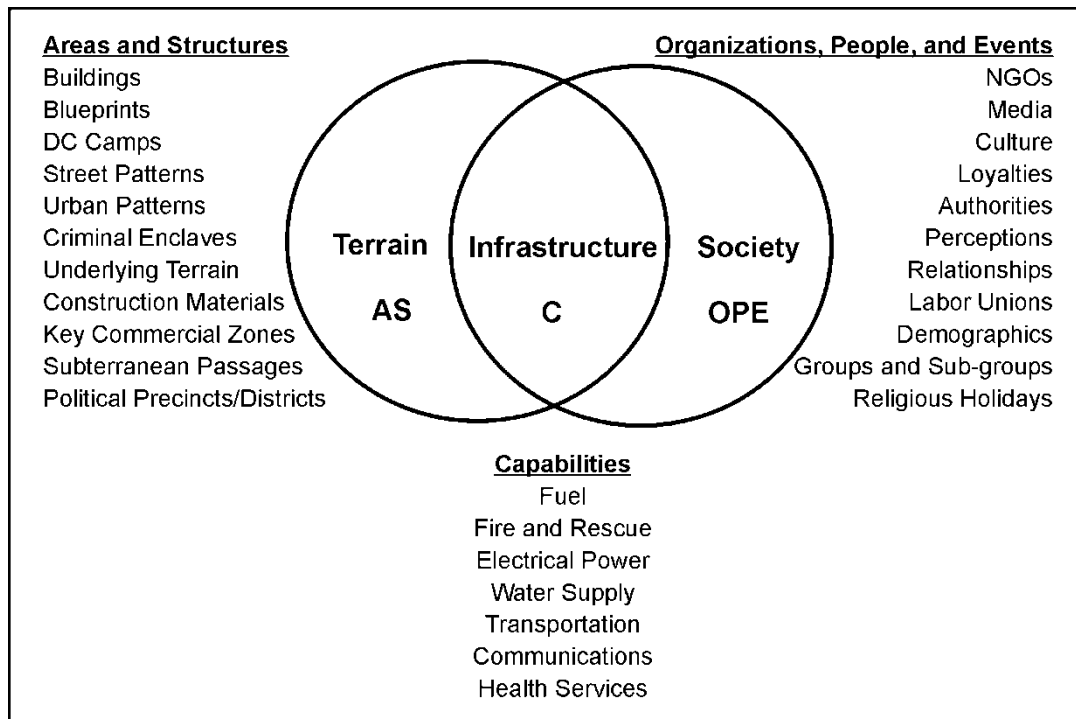 Areas and Structures
Buildings
Blueprints
DC Camps
Street Patterns
Urban Patterns
Criminal Enclaves
Underlying Terrain
Construction Materials
Key Commercial Zones
Subterranean Passages
Political Precincts/Districts
Organizations, People, and Events
NGOs
Media
Culture
Loyalties
Authorities
Perceptions
Relationships
Labor Unions
Demographics
Groups and Sub-groups
Religious Holidays
Terrain
AS
Infrastructure
C
Society
OPE
Capabilities
Fuel
Fire and Rescue
Electrical Power
Water Supply
Transportation
Communications
Health Services